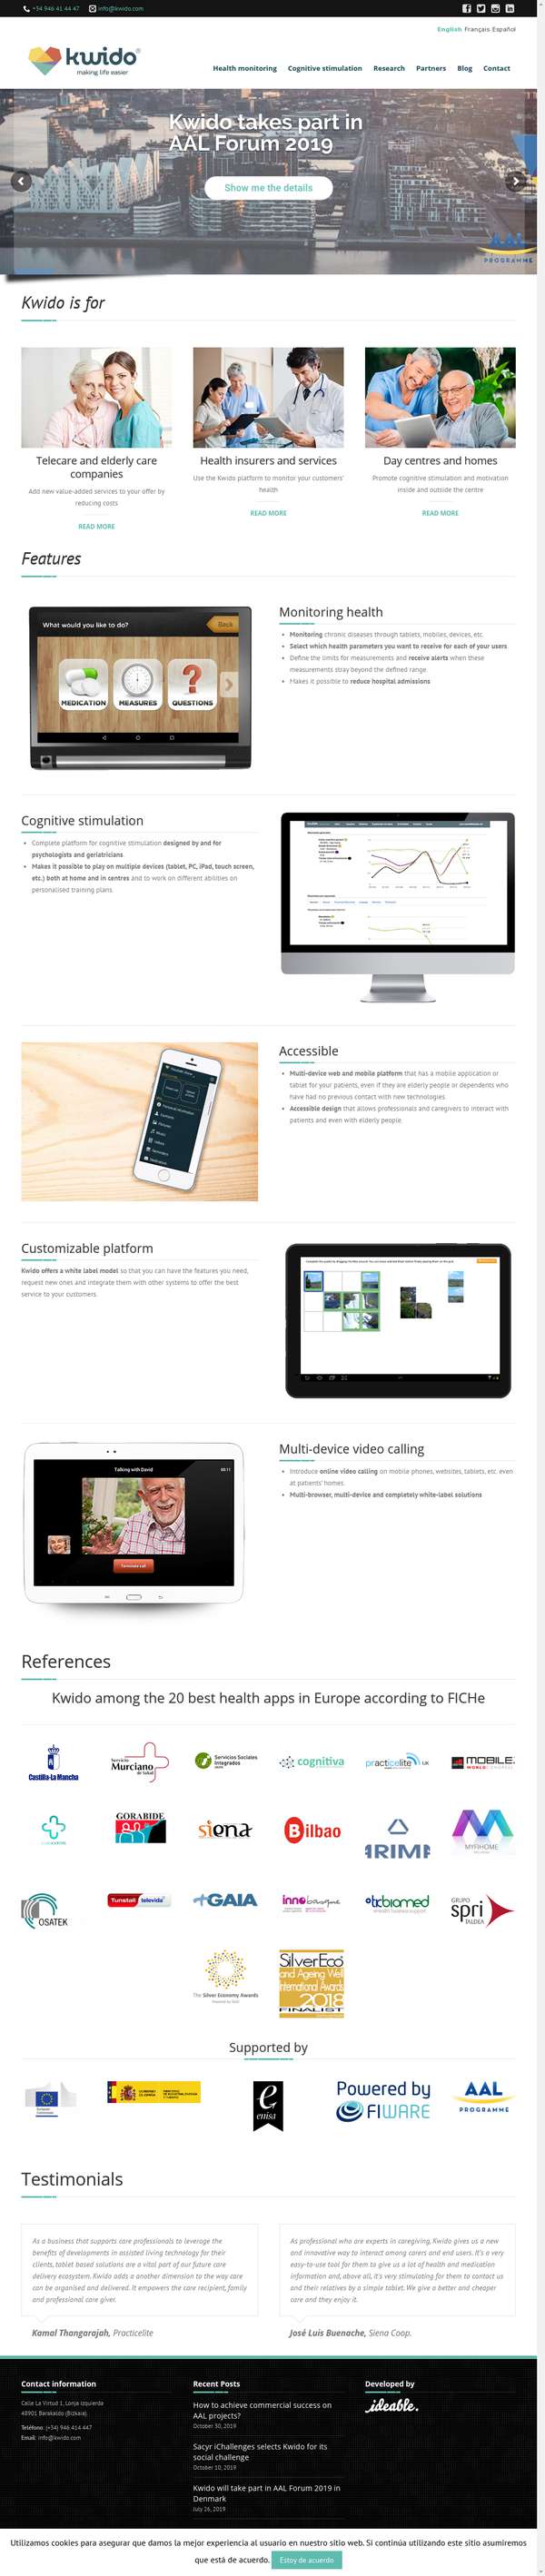 +34 946 41 44 47 info@kwido.com
English Français Español
kwido®
making life easier
Health monitoring Cognitive stimulation Research Partners Blog Contact
Kwido takes part in
AAL Forum 2019
Show me the details
AAL
PROGRAMME
Kwido is for
Telecare and elderly care
companies
Add new value-added services to your offer by
reducing costs
READ MORE
Health insurers and services
Use the Kwido platform to monitor your customers'
health
READ MORE
Day centres and homes
Promote cognitive stimulation and motivation
inside and outside the centre
READ MORE
Features
What would you like to do?
Back
MEDICATION MEASURES QUESTIONS
Monitoring health
Monitoring chronic diseases through tablets, mobiles, devices, etc.
Select which health parameters you want to receive for each of your users
Define the limits for measurements and receive alerts when these
measurements stray beyond the defined range
Makes it possible to reduce hospital admissions
Cognitive stimulation
Complete platform for cognitive stimulation designed by and for
psychologists and geriatricians
Makes it possible to play on multiple devices (tablet, PC, iPad, touch screen,
etc.) both at home and in centres and to work on different abilities on
personalised training plans
Accessible
Multi-device web and mobile platform that has a mobile application or
tablet for your patients, even if they are elderly people or dependents who
have had no previous contact with new technologies
Accessible design that allows professionals and caregivers to interact with
patients and even with elderly people
Customizable platform
Kwido offers a white label model so that you can have the features you need,
request new ones and integrate them with other systems to offer the best
service to your customers.
Talking with David
00:11
Terminate call
Multi-device video calling
Introduce online video calling on mobile phones, websites, tablets, etc. even
at patients' homes.
Multi-browser, multi-device and completely white-label solutions
References
Kwido among the 20 best health apps in Europe according to FICHe
Castilla-La Mancha
Servicio
Murciano
de Salud
Servicios Sociales
Integrados
cognitiva
practicelite UK
MOBILE
WORLD
GORABIDE
siena
Bilbao
MYRHOME
OSATEK
Tunstall televida
GAIA
innobasque
ticbiomed
GRUPO
spri
TALDEA
The Silver Economy Awards
SilverEco
and Ageing Well
International Awards
2018
FINALIST
Supported by
European
Commission
enisa
Powered by
FIWARE
AAL
PROGRAMME
Testimonials
As a business that supports care professionals to leverage the
benefits of developments in assisted living technology for their
clients, tablet based solutions are a vital part of our future care
delivery ecosystem. Kwido adds a another dimension to the way care
can be organised and delivered. It empowers the care recipient, family
and professional care giver.
Kamal Thangarajah, Practicelite
As professional who are experts in caregiving, Kwido gives us a new
and innovative way to interact among carers and end users. It's a very
easy-to-use tool for them to give us a lot of health and medication
information and, above all, it's very stimulating for them to contact us
and their relatives by a simple tablet. We give a better and cheaper
care and they enjoy it.
José Luis Buenache, Siena Coop.
Contact information
Calle La Virtud 1, Lonja izquierda
48901 Barakaldo (Bizkaia)
Teléfono: (+34) 946 414 447
Email: info@kwido.com
Recent Posts
How to achieve commercial success on
AAL projects?
October 30, 2019
Sacyr iChallenges selects Kwido for its
social challenge
October 10, 2019
Kwido will take part in AAL Forum 2019 in
Denmark
July 26, 2019
Developed by
ideable.
Utilizamos cookies para asegurar que damos la mejor experiencia al usuario en nuestro sitio web. Si continúa utilizando este sitio asumiremos
que está de acuerdo. Estoy de acuerdo